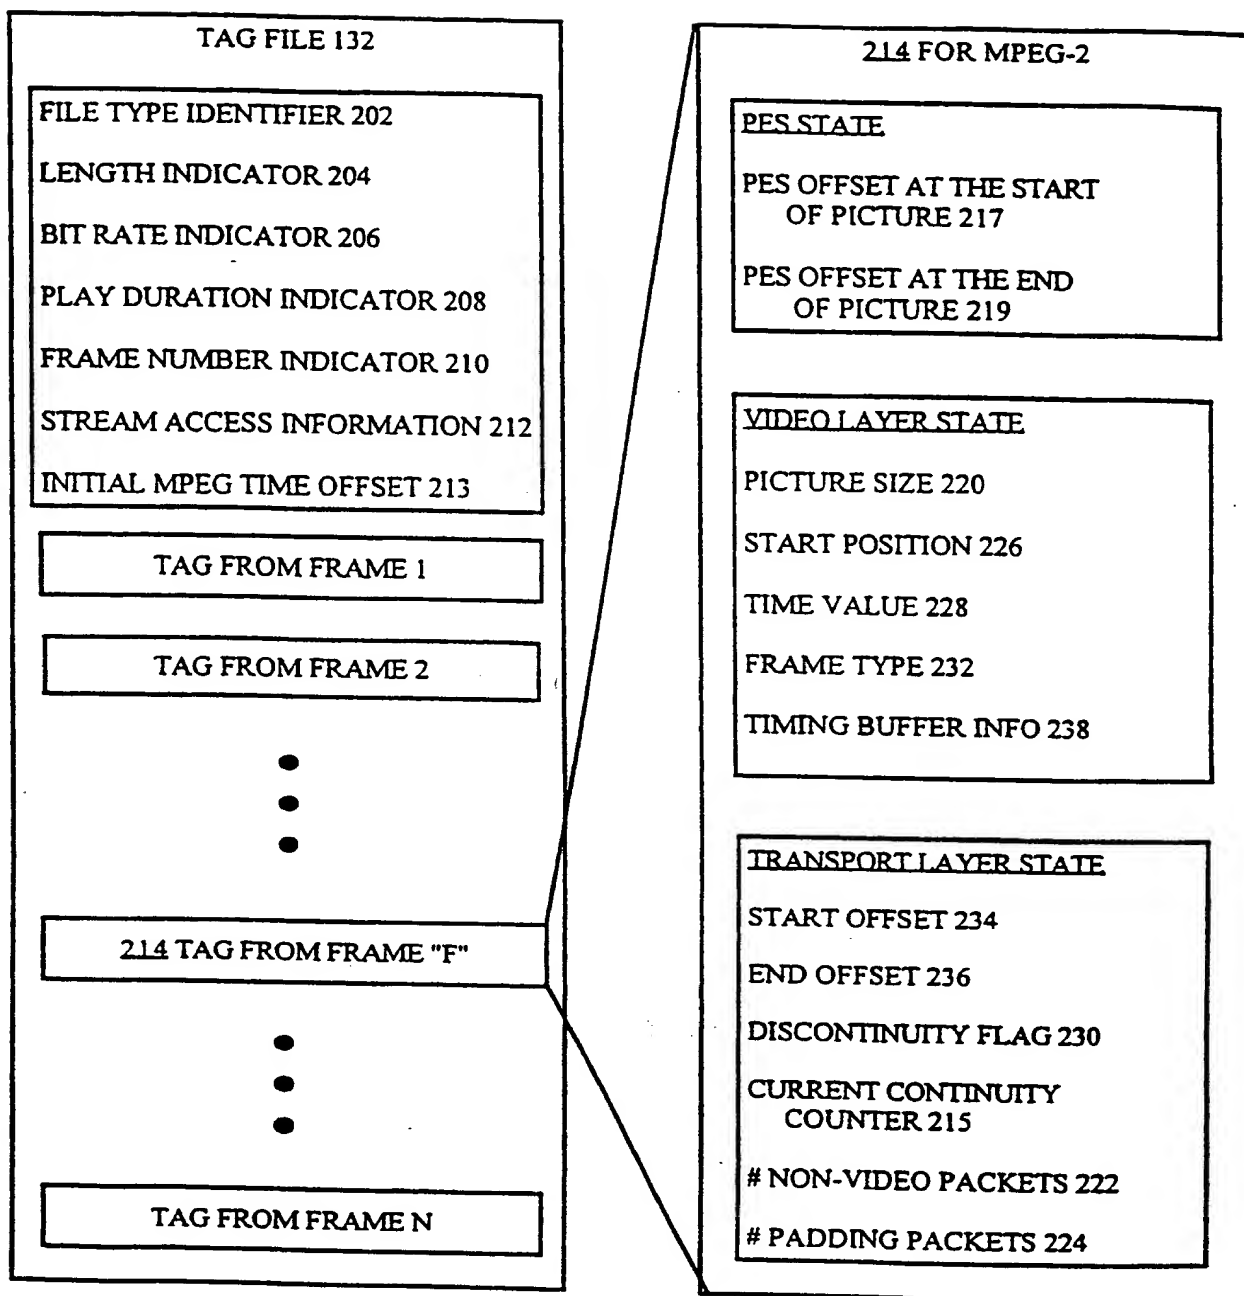 TAG FILE 132
FILE TYPE IDENTIFIER 202
LENGTH INDICATOR 204
BIT RATE INDICATOR 206
PLAY DURATION INDICATOR 208
FRAME NUMBER INDICATOR 210
STREAM ACCESS INFORMATION 212
INITIAL MPEG TIME OFFSET 213
TAG FROM FRAME 1
TAG FROM FRAME 2
214 TAG FROM FRAME "F"
TAG FROM FRAME N
214 FOR MPEG-2
PES STATE
PES OFFSET AT THE START
OF PICTURE 217
PES OFFSET AT THE END
OF PICTURE 219
VIDEO LAYER STATE
PICTURE SIZE 220
START POSITION 226
TIME VALUE 228
FRAME TYPE 232
TIMING BUFFER INFO 238
TRANSPORT LAYER STATE
START OFFSET 234
END OFFSET 236
DISCONTINUITY FLAG 230
CURRENT CONTINUITY
COUNTER 215
# NON-VIDEO PACKETS 222
# PADDING PACKETS 224